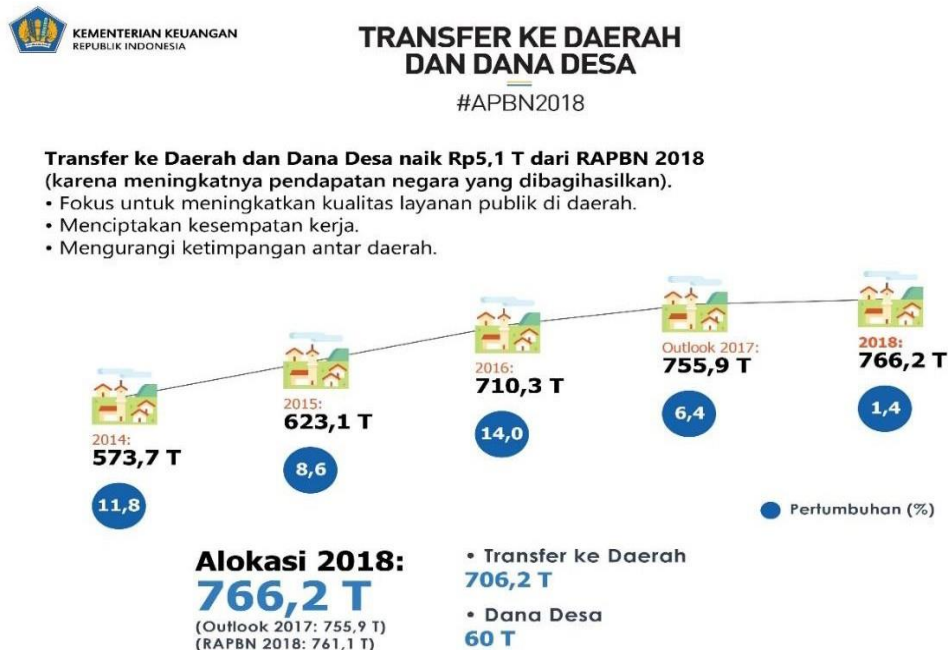 KEMENTERIAN KEUANGAN
REPUBLIK INDONESIA
TRANSFER KE DAERAH
DAN DANA DESA
#APBN2018
Transfer ke Daerah dan Dana Desa naik Rp5,1 T dari RAPBN 2018
(karena meningkatnya pendapatan negara yang dibagihasilkan).
• Fokus untuk meningkatkan kualitas layanan publik di daerah.
• Menciptakan kesempatan kerja.
• Mengurangi ketimpangan antar daerah.
2014:
573,7 T
11,8
2015:
623,1 T
8,6
2016:
710,3 T
14,0
Outlook 2017:
755,9 T
6,4
2018:
766,2 T
1,4
Pertumbuhan (%)
Alokasi 2018:
766,2 T
(Outlook 2017: 755,9 T)
(RAPBN 2018: 761,1 T)
• Transfer ke Daerah
706,2 T
• Dana Desa
60 T